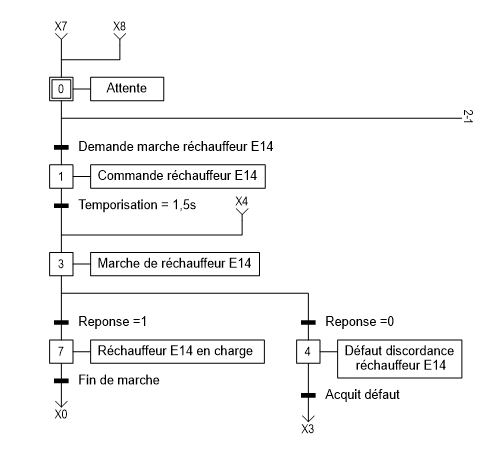 X7 X8
0 Attente
2-1
Demande marche réchauffeur E14
1 Commande réchauffeur E14
Temporisation = 1,5s
X4
3 Marche de réchauffeur E14
Reponse =1 Reponse =0
7 Réchauffeur E14 en charge
4 Défaut discordance
réchauffeur E14
Fin de marche
Acquit défaut
X0
X3